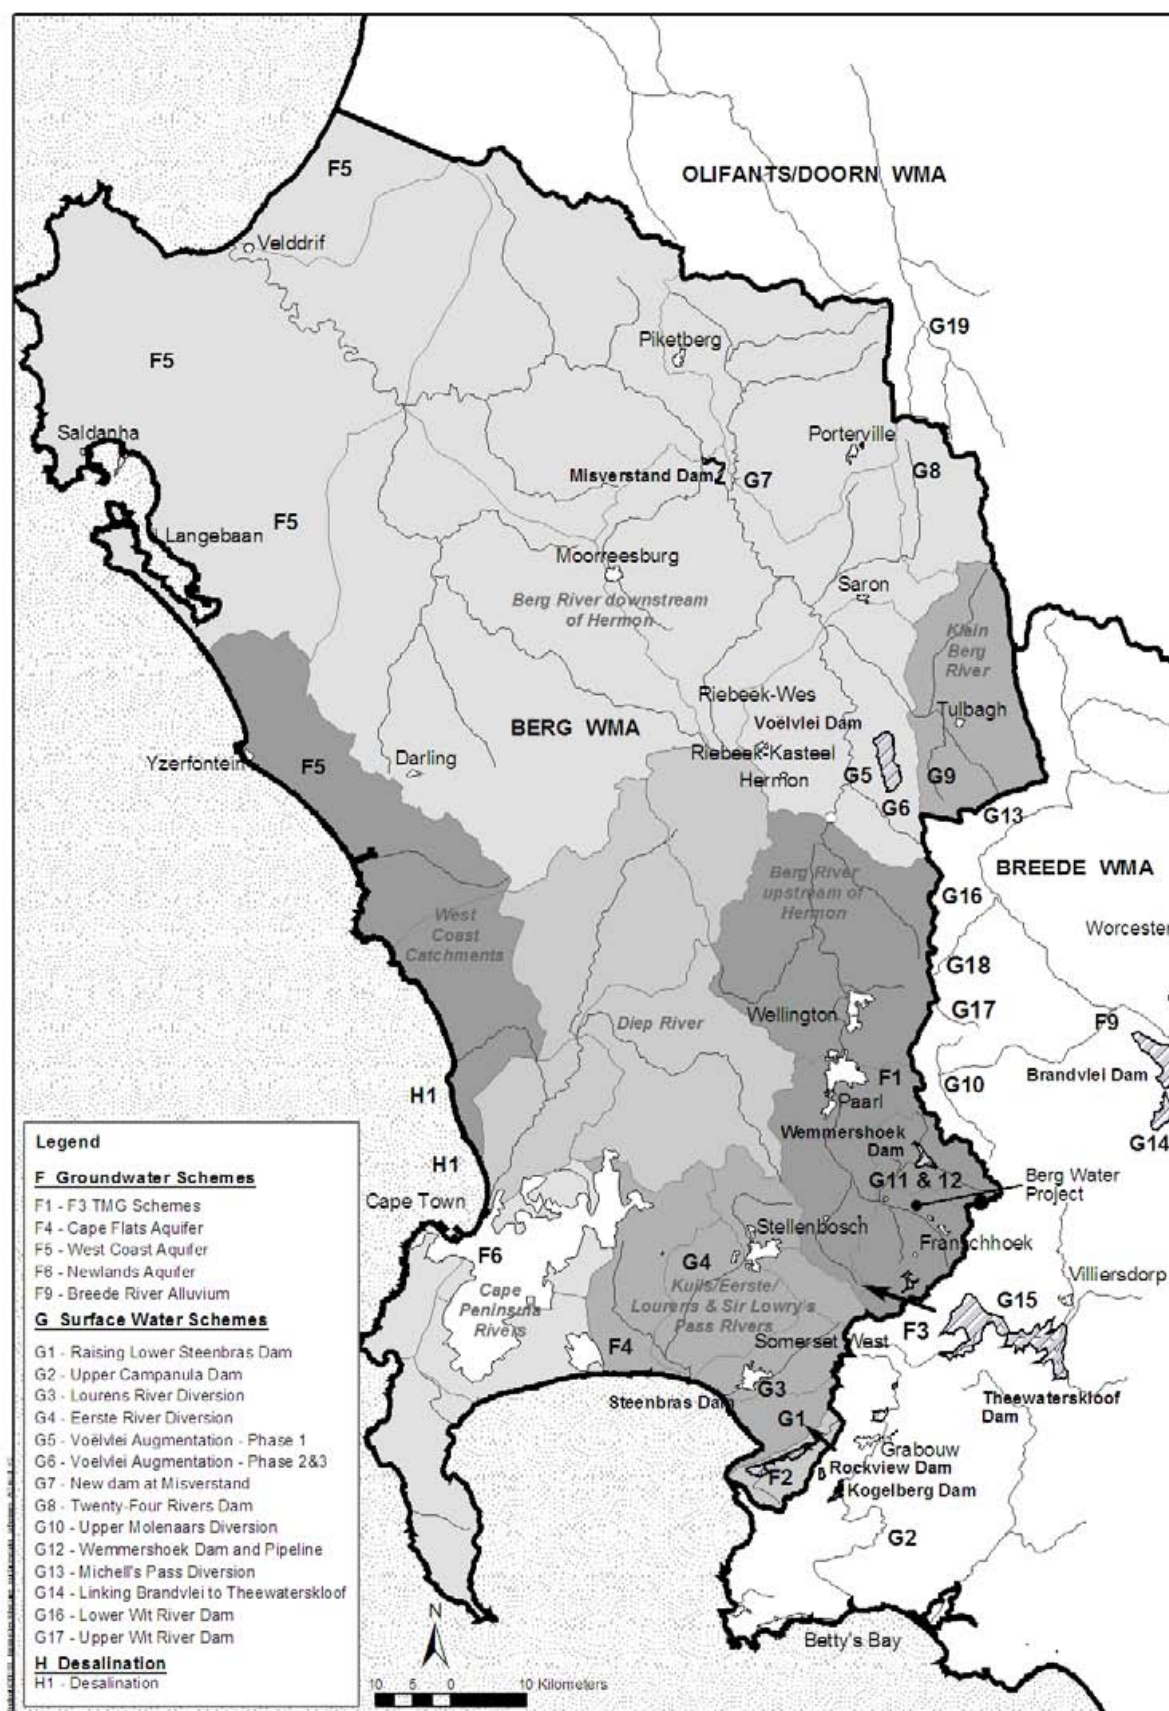 F5
OLIFANTS/DOORN WMA
Velddrif
G19
Piketberg
F5
Saldanha
Porterville
Misverstand Dam
G7
G8
F5
Langebaan
Moorreesburg
Saron
Berg River downstream
of Hermon
Klein
Berg
River
Riebeek-Wes
Tulbagh
Voëlvlei Dam
BERG WMA
Riebeek-Kasteel
Yzerfontein
F5
Darling
Hermon
G5
G9
G6
G13
Berg River
upstream of
Hermon
BREEDE WMA
G16
West
Coast
Catchments
Worcester
G18
Wellington
G17
Diep River
F9
F1
G10
Brandvlei Dam
H1
Paarl
Wemmershoek
Dam
G14
H1
G11 & 12
Berg Water
Project
Cape Town
Stellenbosch
Franschhoek
F6
G4
Villiersdorp
Cape
Peninsula
Rivers
Kuils/Eerste/
Lourens & Sir Lowry's
Pass Rivers
G15
F4
Somerset West
F3
Steenbras Dam
G3
Theewaterskloof
Dam
G1
Grabouw
F2
Rockview Dam
Kogelberg Dam
G2
Betty's Bay
Legend
F Groundwater Schemes
F1 - F3 TMG Schemes
F4 - Cape Flats Aquifer
F5 - West Coast Aquifer
F6 - Newlands Aquifer
F9 - Breede River Alluvium
G Surface Water Schemes
G1 - Raising Lower Steenbras Dam
G2 - Upper Campanula Dam
G3 - Lourens River Diversion
G4 - Eerste River Diversion
G5 - Voëlvlei Augmentation - Phase 1
G6 - Voelvlei Augmentation - Phase 2&3
G7 - New dam at Misverstand
G8 - Twenty-Four Rivers Dam
G10 - Upper Molenaars Diversion
G12 - Wemmershoek Dam and Pipeline
G13 - Michell's Pass Diversion
G14 - Linking Brandvlei to Theewaterskloof
G16 - Lower Wit River Dam
G17 - Upper Wit River Dam
H Desalination
H1 - Desalination
N
10 5 0 10 Kilometers